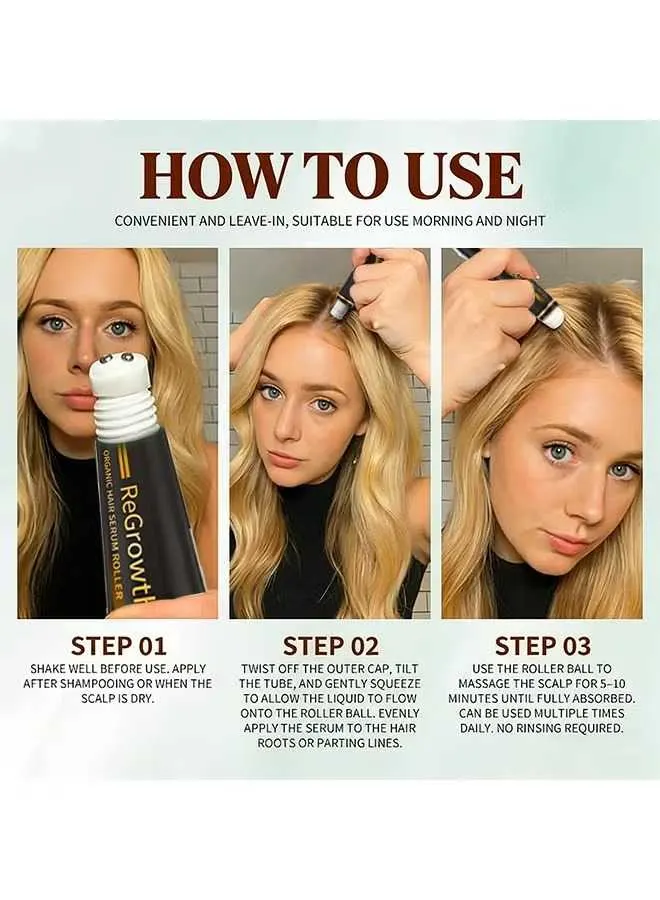 HOW TO USE
CONVENIENT AND LEAVE-IN, SUITABLE FOR USE MORNING AND NIGHT
ReGrowth
ORGANIC HAIR SERUM ROLLER
STEP 01
SHAKE WELL BEFORE USE. APPLY
AFTER SHAMPOOING OR WHEN THE
SCALP IS DRY.
STEP 02
TWIST OFF THE OUTER CAP, TILT
THE TUBE, AND GENTLY SQUEEZE
TO ALLOW THE LIQUID TO FLOW
ONTO THE ROLLER BALL. EVENLY
APPLY THE SERUM TO THE HAIR
ROOTS OR PARTING LINES.
STEP 03
USE THE ROLLER BALL TO
MASSAGE THE SCALP FOR 5–10
MINUTES UNTIL FULLY ABSORBED.
CAN BE USED MULTIPLE TIMES
DAILY. NO RINSING REQUIRED.